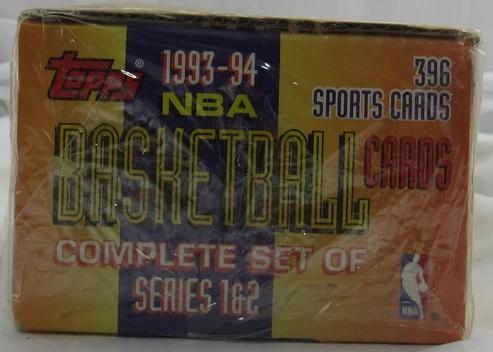 Topps®
1993-94
NBA
396
SPORTS CARDS
BASKETBALL CARDS
COMPLETE SET OF
SERIES 1&2
NBA
®